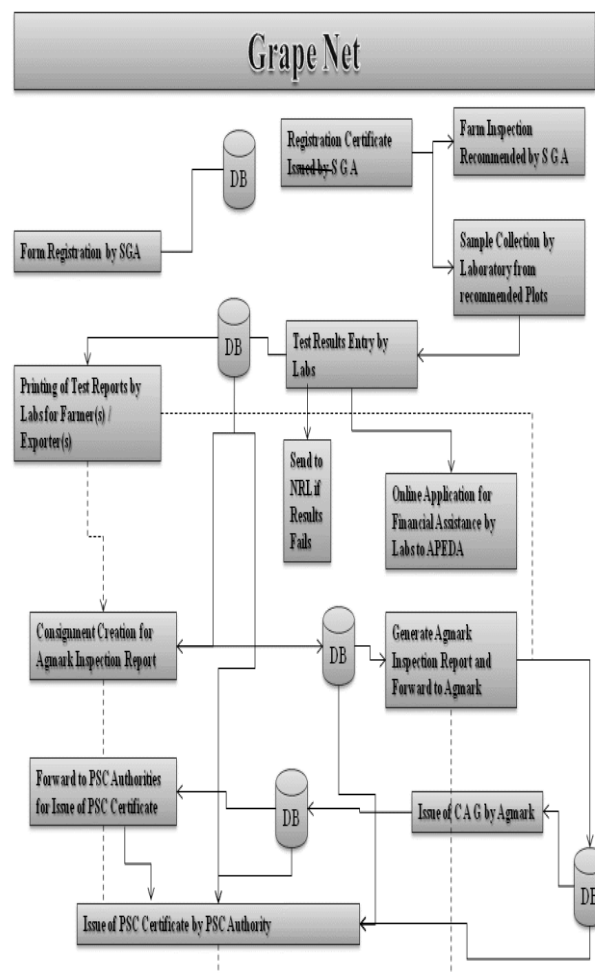 Grape Net
DB
Registration Certificate
Issued by S G A
Farm Inspection
Recommended by S G A
Form Registration by SGA
Sample Collection by
Laboratory from
recommended Plots
DB
Test Results Entry by
Labs
Printing of Test Reports by
Labs for Farmer(s) /
Exporter(s)
Send to
NRL if
Results
Fails
Online Application for
Financial Assistance by
Labs to APEDA
Consignment Creation for
Agmark Inspection Report
DB
Generate Agmark
Inspection Report and
Forward to Agmark
Forward to PSC Authorities
for Issue of PSC Certificate
DB
Issue of C A G by Agmark
DB
Issue of PSC Certificate by PSC Authority